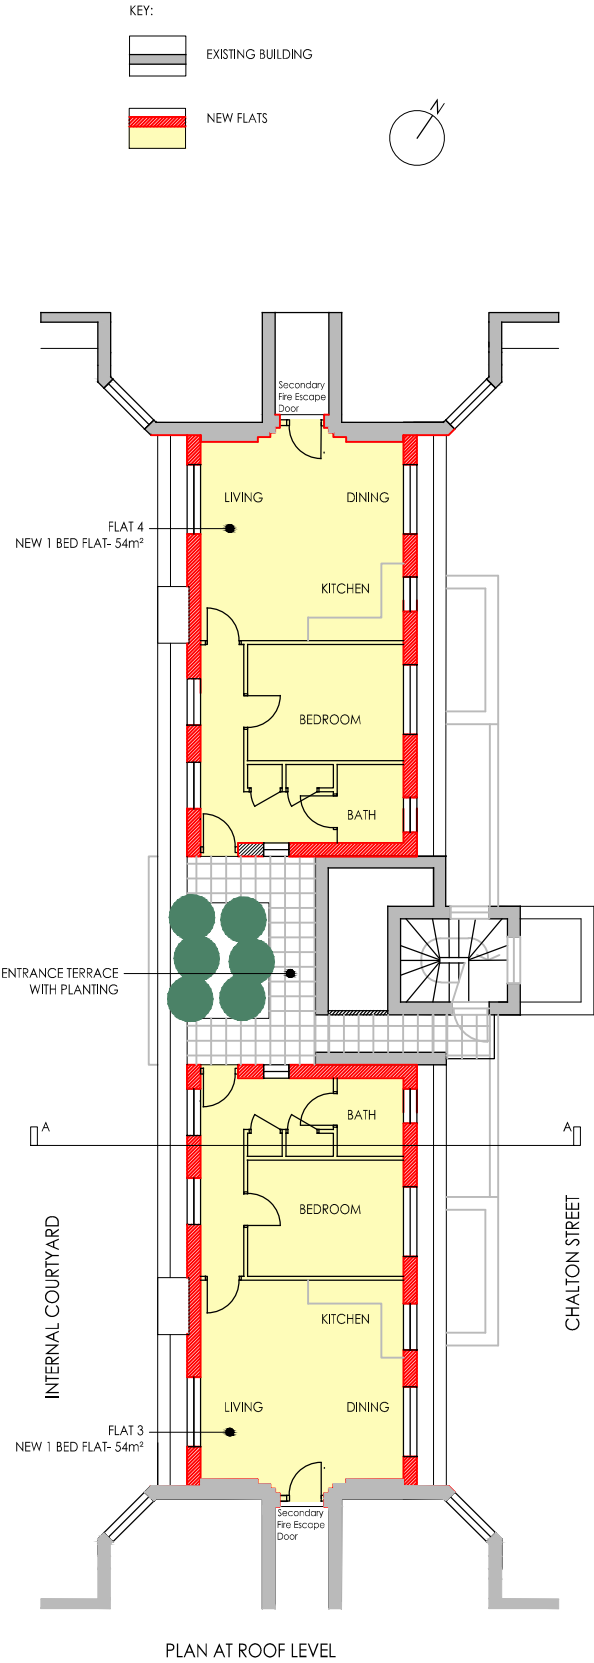 KEY:
EXISTING BUILDING
NEW FLATS
N
Secondary
Fire Escape
Door
LIVING
DINING
FLAT 4
NEW 1 BED FLAT- 54m²
KITCHEN
BEDROOM
BATH
ENTRANCE TERRACE
WITH PLANTING
BATH
A
A
BEDROOM
INTERNAL COURTYARD
CHALTON STREET
KITCHEN
LIVING
DINING
FLAT 3
NEW 1 BED FLAT- 54m²
Secondary
Fire Escape
Door
PLAN AT ROOF LEVEL